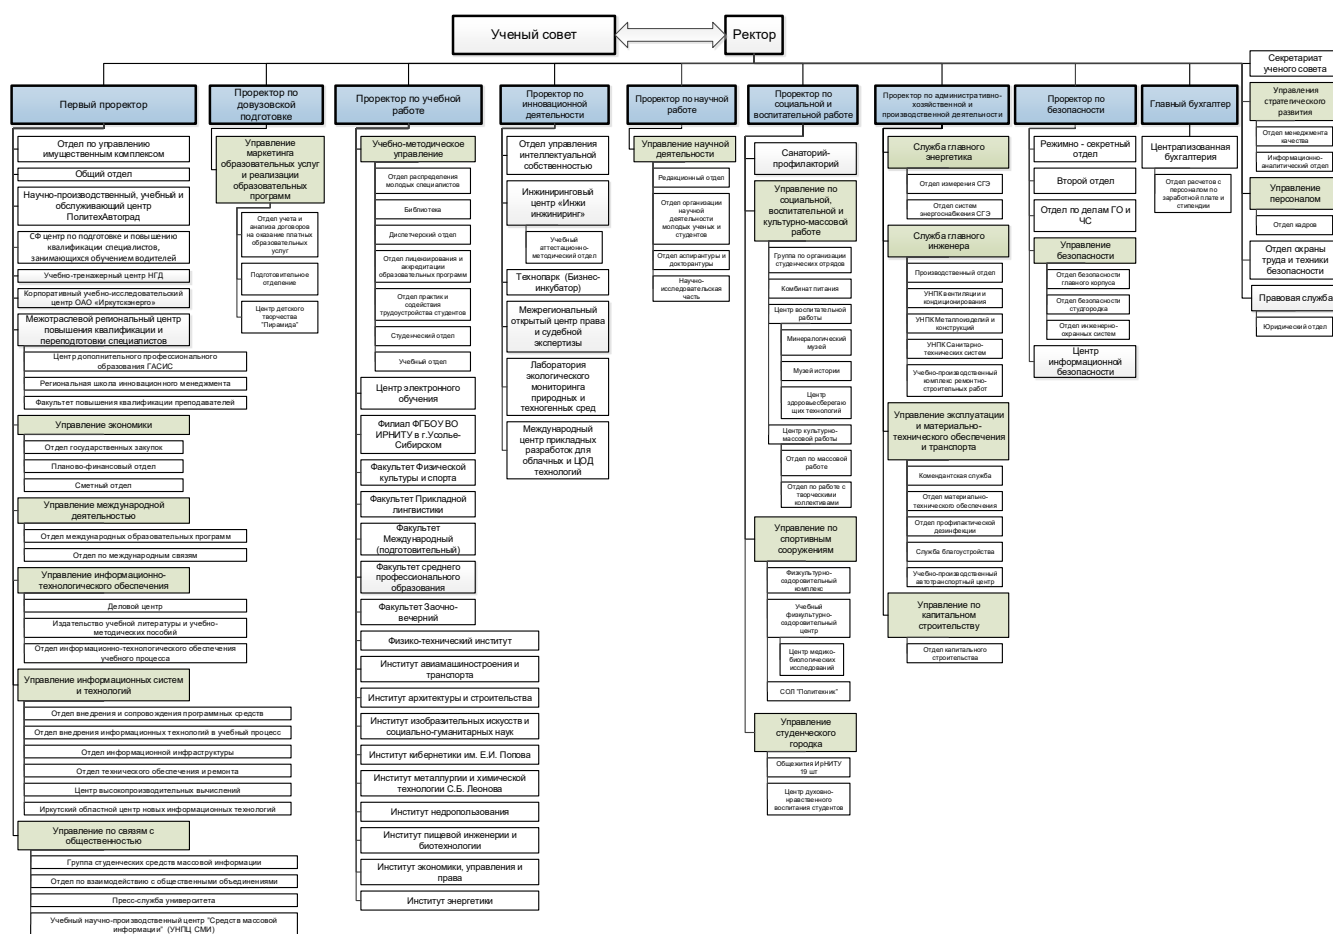 Ученый совет
Ректор
Первый проректор
Отдел по управлению
имущественным комплексом
Общий отдел
Научно-производственный, учебный и
обслуживающий центр
ПолитехАвтоград
СФ центр по подготовке и повышению
квалификации специалистов,
занимающихся обучением водителей
Учебно-тренажерный центр НГД
Корпоративный учебно-исследовательский
центр ОАО «Иркутскэнерго»
Межотраслевой региональный центр
повышения квалификации и
переподготовки специалистов
Центр дополнительного профессионального
образования ГАСИС
Региональная школа инновационного менеджмента
Факультет повышения квалификации преподавателей
Управление экономики
Отдел государственных закупок
Планово-финансовый отдел
Сметный отдел
Управление международной
деятельностью
Отдел международных образовательных программ
Отдел по международным связям
Управление информационно-
технологического обеспечения
Деловой центр
Издательство учебной литературы и учебно-
методических пособий
Отдел информационно-технологического обеспечения
учебного процесса
Управление информационных систем
и технологий
Отдел внедрения и сопровождения программных средств
Отдел внедрения информационных технологий в учебный процесс
Отдел информационной инфраструктуры
Отдел технического обеспечения и ремонта
Центр высокопроизводительных вычислений
Иркутский областной центр новых информационных технологий
Управление по связям с
общественностью
Группа студенческих средств массовой информации
Отдел по взаимодействию с общественными объединениями
Пресс-служба университета
Учебный научно-производственный центр "Средств массовой
информации" (УНПЦ СМИ)
Проректор по
довузовской
подготовке
Управление
маркетинга
образовательных услуг
и реализации
образовательных
программ
Отдел учета и
анализа договоров
на оказание платных
образовательных
услуг
Подготовительное
отделение
Центр детского
творчества
"Пирамида"
Проректор по учебной
работе
Учебно-методическое
управление
Отдел распределения
молодых специалистов
Библиотека
Диспетчерский отдел
Отдел лицензирования и
аккредитации
образовательных программ
Отдел практик и
содействия
трудоустройства студентов
Студенческий отдел
Учебный отдел
Центр электронного
обучения
Филиал ФГБОУ ВО
ИРНИТУ в г.Усолье-
Сибирском
Факультет Физической
культуры и спорта
Факультет Прикладной
лингвистики
Факультет
Международный
(подготовительный)
Факультет среднего
профессионального
образования
Факультет Заочно-
вечерний
Физико-технический институт
Институт авиамашиностроения и
транспорта
Институт архитектуры и строительства
Институт изобразительных искусств и
социально-гуманитарных наук
Институт кибернетики им. Е.И. Попова
Институт металлургии и химической
технологии С.Б. Леонова
Институт недропользования
Институт пищевой инженерии и
биотехнологии
Институт экономики, управления и
права
Институт энергетики
Проректор по
инновационной
деятельности
Отдел управления
интеллектуальной
собственностью
Инжиниринговый
центр «Инжи
инжиниринг»
Учебный
аттестационно-
методический отдел
Технопарк (Бизнес-
инкубатор)
Межрегиональный
открытый центр права
и судебной
экспертизы
Лаборатория
экологического
мониторинга
природных и
техногенных сред
Международный
центр прикладных
разработок для
облачных и ЦОД
технологий
Проректор по научной
работе
Управление научной
деятельности
Редакционный отдел
Отдел организации
научной
деятельности
молодых ученых и
студентов
Отдел аспирантуры и
докторантуры
Научно-
исследовательская
часть
Проректор по
социальной и
воспитательной работе
Санаторий-
профилакторий
Управление по
социальной,
воспитательной и
культурно-массовой
работе
Группа по организации
студенческих отрядов
Комбинат питания
Центр воспитательной
работы
Минералогический
музей
Музей истории
Центр
здоровьесберегаю
щих технологий
Центр культурно-
массовой работы
Отдел по массовой
работе
Отдел по работе с
творческими
коллективами
Управление по
спортивным
сооружениям
Физкультурно-
оздоровительный
комплекс
Учебный
физкультурно-
оздоровительный
центр
Центр медико-
биологических
исследований
СОЛ "Политехник"
Управление
студенческого
городка
Общежития ИрНИТУ
19 шт
Центр духовно-
нравственного
воспитания студентов
Проректор по административно-
хозяйственной и
производственной деятельности
Служба главного
энергетика
Отдел измерения СГЭ
Отдел систем
энергоснабжения СГЭ
Служба главного
инженера
Производственный отдел
УНПК вентиляции и
кондиционирования
УНПК Металлоизделий и
конструкций
УНПК Санитарно-
технических систем
Учебно-производственный
комплекс ремонтно-
строительных работ
Управление эксплуатации
и материально-
технического обеспечения
и транспорта
Комендантская служба
Отдел материально-
технического обеспечения
Отдел профилактической
дезинфекции
Служба благоустройства
Учебно-производственный
автотранспортный центр
Управление по
капитальном
строительству
Отдел капитального
строительства
Проректор по
безопасности
Режимно - секретный
отдел
Второй отдел
Отдел по делам ГО и
ЧС
Управление
безопасности
Отдел безопасности
главного корпуса
Отдел безопасности
студгородка
Отдел инженерно-
охранных систем
Центр
информационной
безопасности
Главный бухгалтер
Централизованная
бухгалтерия
Отдел расчетов с
персоналом по
заработной плате и
стипендии
Секретариат
ученого совета
Управления
стратегического
развития
Отдел менеджмента
качества
Информационно-
аналитический отдел
Управление
персоналом
Отдел кадров
Отдел охраны
труда и техники
безопасности
Правовая служба
Юридический отдел